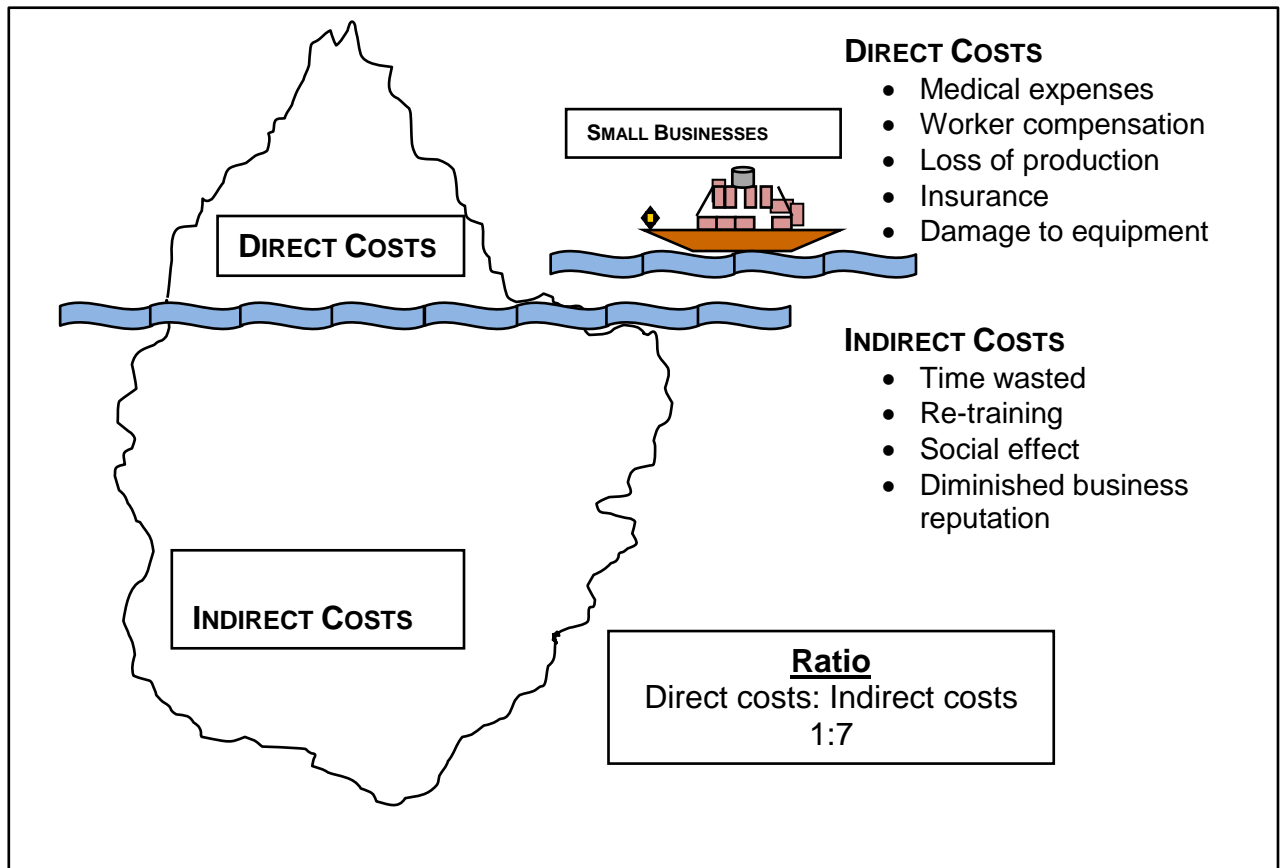 DIRECT COSTS
• Medical expenses
• Worker compensation
• Loss of production
• Insurance
• Damage to equipment
SMALL BUSINESSES
DIRECT COSTS
INDIRECT COSTS
• Time wasted
• Re-training
• Social effect
• Diminished business
reputation
INDIRECT COSTS
Ratio
Direct costs: Indirect costs
1:7